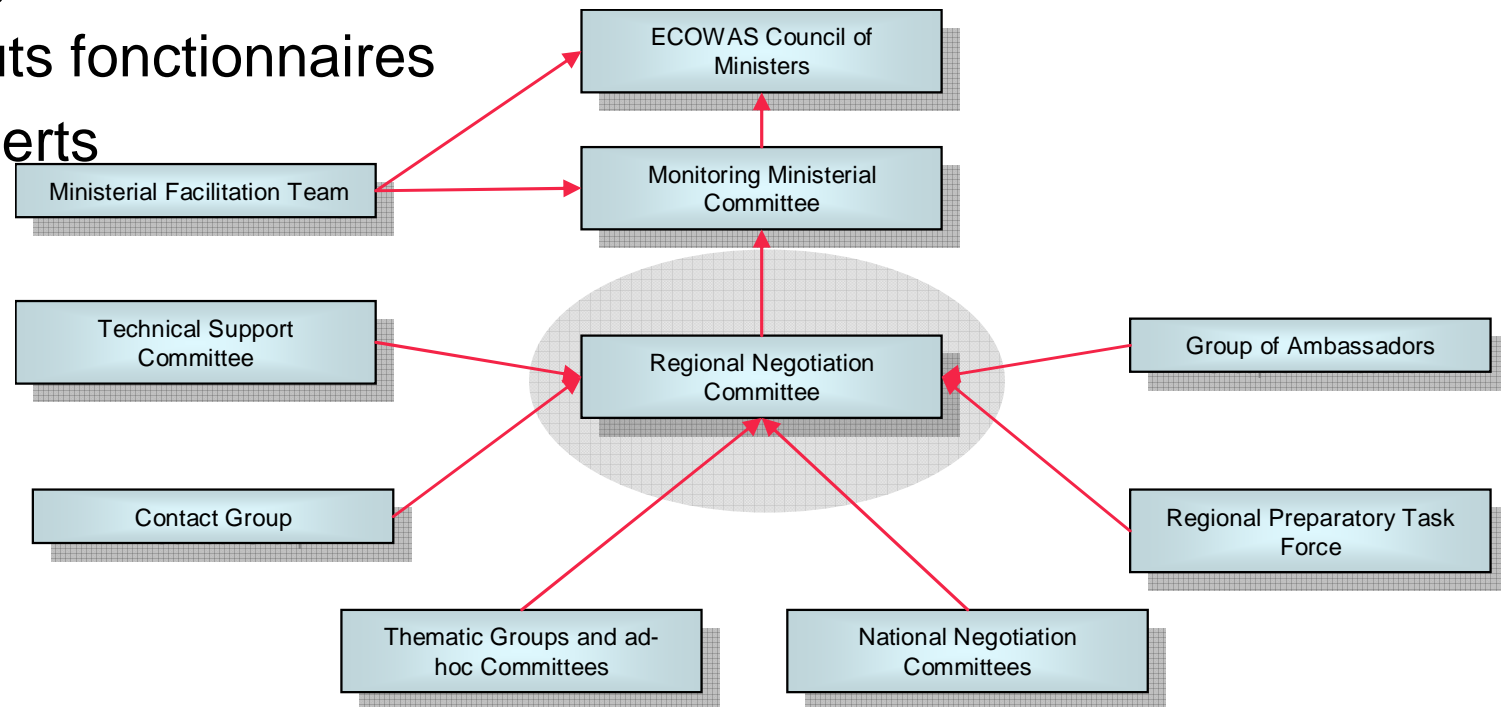 uts fonctionnaires
erts
ECOWAS Council of
Ministers
Ministerial Facilitation Team
Monitoring Ministerial
Committee
Technical Support
Committee
Regional Negotiation
Committee
Group of Ambassadors
Contact Group
Regional Preparatory Task
Force
Thematic Groups and ad-
hoc Committees
National Negotiation
Committees